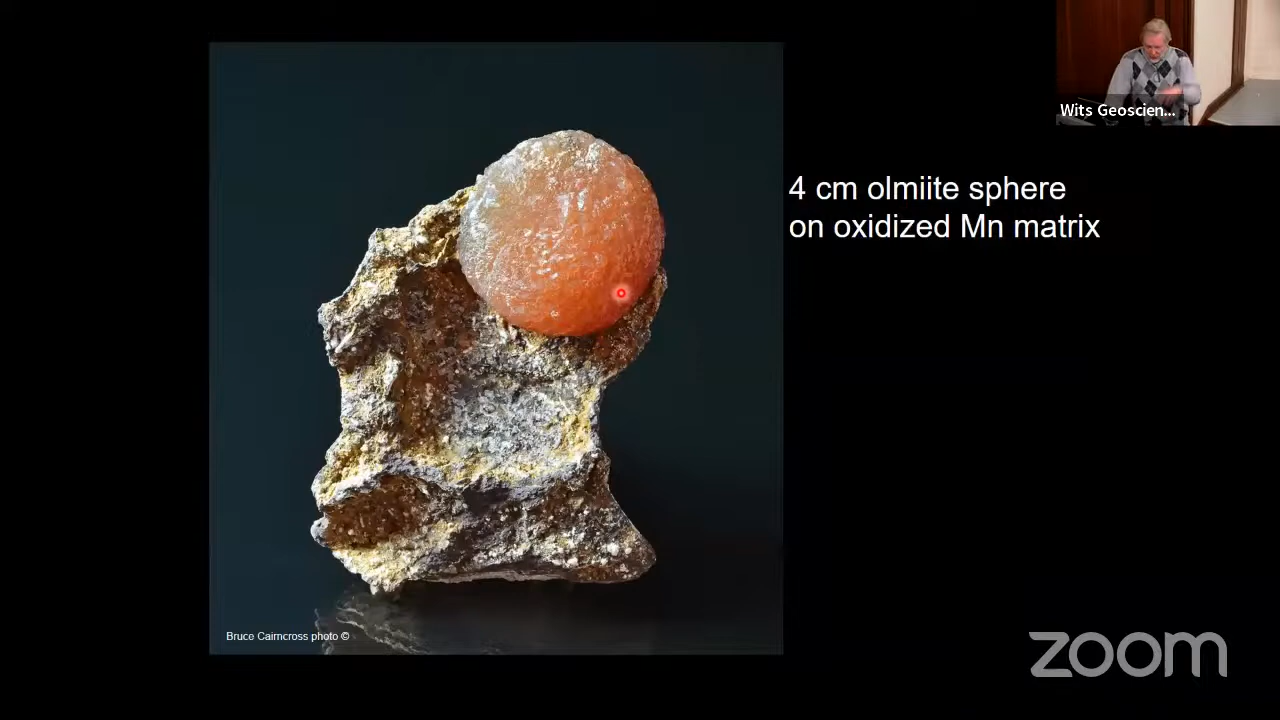 Wits Geoscien...
4 cm olmiite sphere
on oxidized Mn matrix
Bruce Cairncross photo ©
zoom